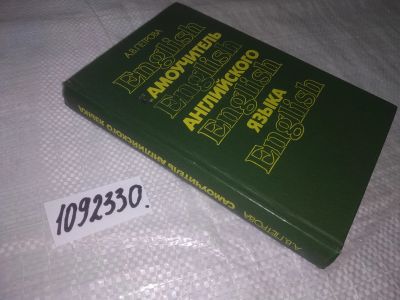 А.В.ПЕТРОВА
English
САМОУЧИТЕЛЬ
English
АНГЛИЙСКОГО
English
ЯЗЫКА
English
А.В.ПЕТРОВА САМОУЧИТЕЛЬ АНГЛИЙСКОГО ЯЗЫКА
1092330.